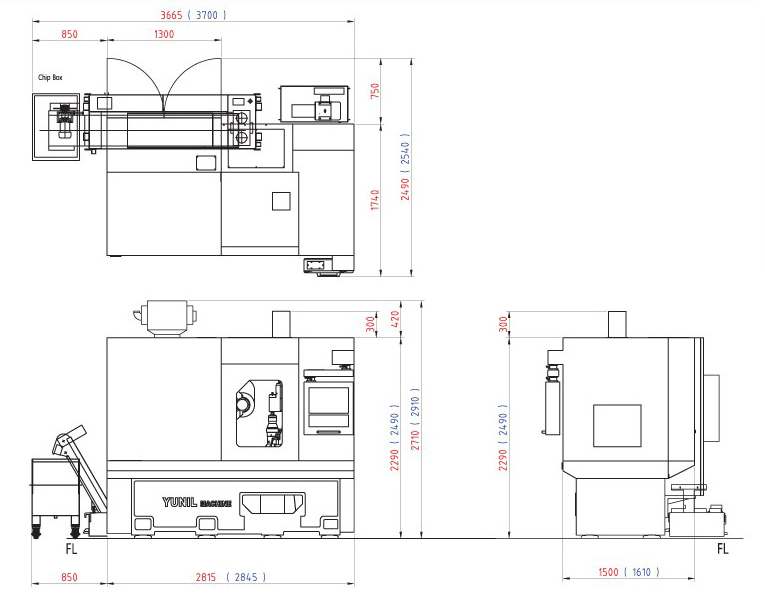 3665 ( 3700 )
850
1300
Chip Box
750
1740
2490 ( 2540 )
300
420
2290 ( 2490 )
2710 ( 2910 )
300
2290 ( 2490 )
YUNIL MACHINE
FL
FL
850
2815 ( 2845 )
1500 ( 1610 )